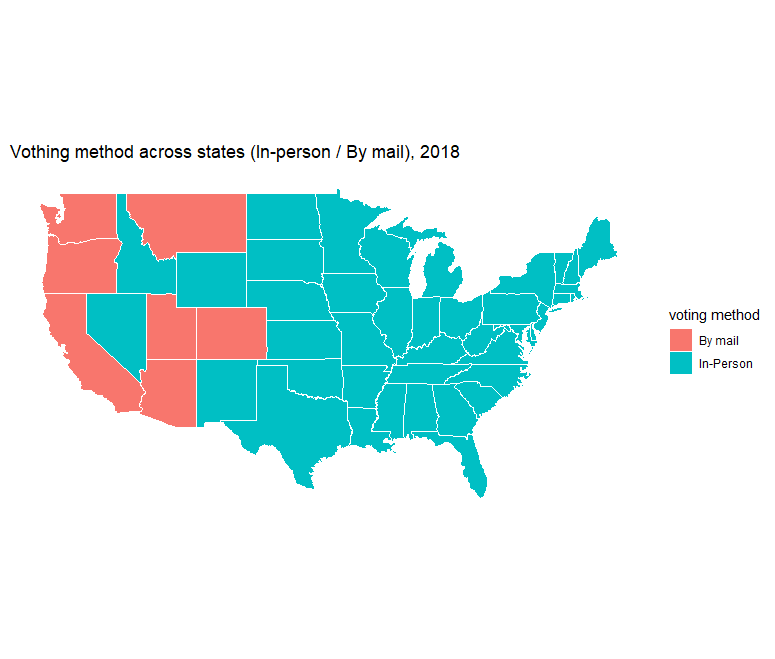 Vothing method across states (In-person / By mail), 2018
voting method
By mail
In-Person